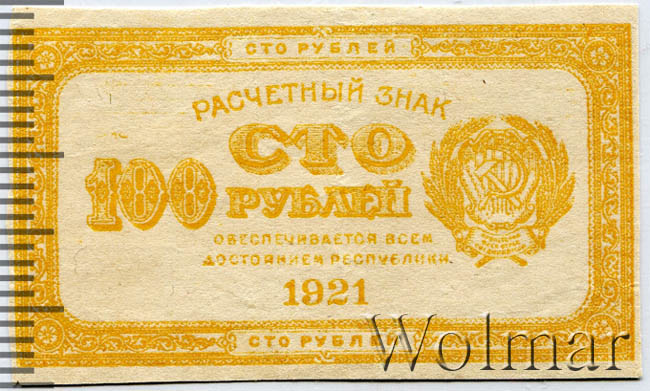 СТО РУБЛЕЙ
РАСЧЕТНЫЙ ЗНАК
СТО
100 РУБЛЕЙ
ОБЕСПЕЧИВАЕТСЯ ВСЕМ
ДОСТОЯНИЕМ РЕСПУБЛИКИ.
1921
СТО РУБЛЕЙ
Wolmar